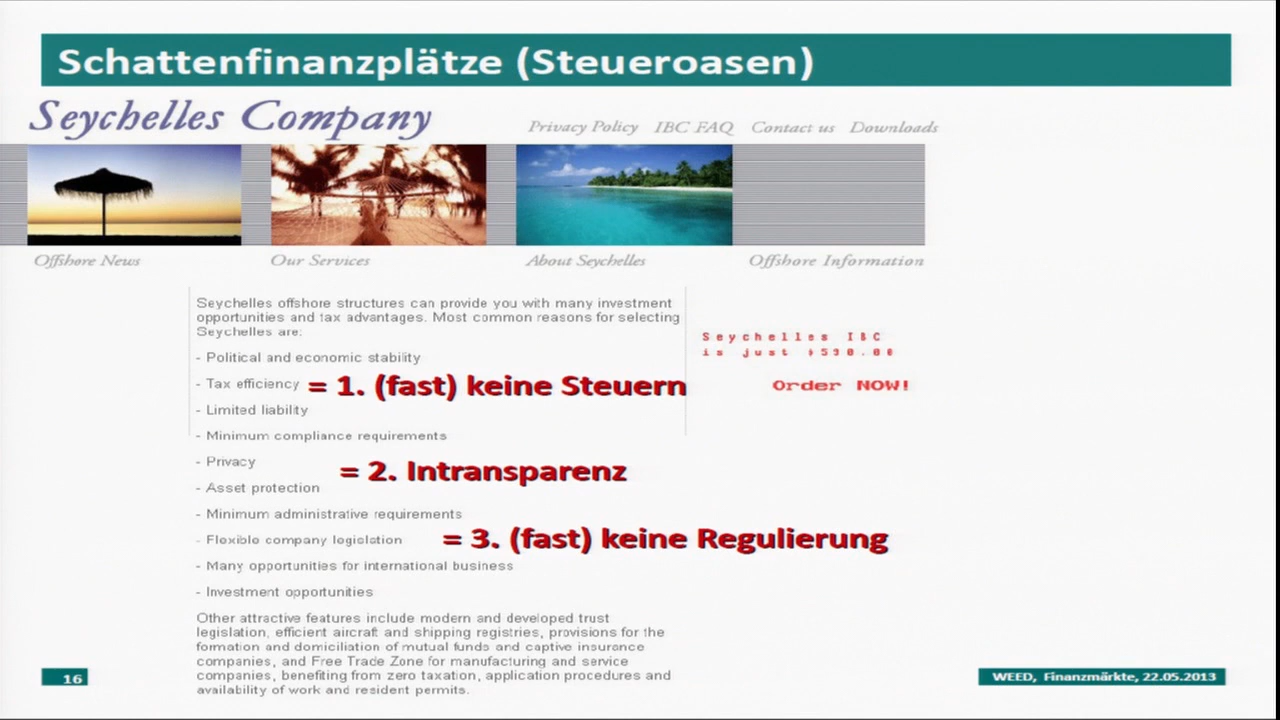 Schattenfinanzplätze (Steueroasen)
Seychelles Company
Privacy Policy IBC FAQ Contact us Downloads
Offshore News Our Services About Seychelles Offshore Information
Seychelles offshore structures can provide you with many investment
opportunities and tax advantages. Most common reasons for selecting
Seychelles are:
Seychelles IBC
is just $530.00
Order NOW!
- Political and economic stability
- Tax efficiency = 1. (fast) keine Steuern
- Limited liability
- Minimum compliance requirements
- Privacy
= 2. Intransparenz
- Asset protection
- Minimum administrative requirements
- Flexible company legislation = 3. (fast) keine Regulierung
- Many opportunities for international business
- Investment opportunities
Other attractive features include modern and developed trust
legislation, efficient aircraft and shipping registries, provisions for the
formation and domiciliation of mutual funds and captive insurance
companies, and Free Trade Zone for manufacturing and service
companies, benefiting from zero taxation, application procedures and
availability of work and resident permits.
16
WEED, Finanzmärkte, 22.05.2013